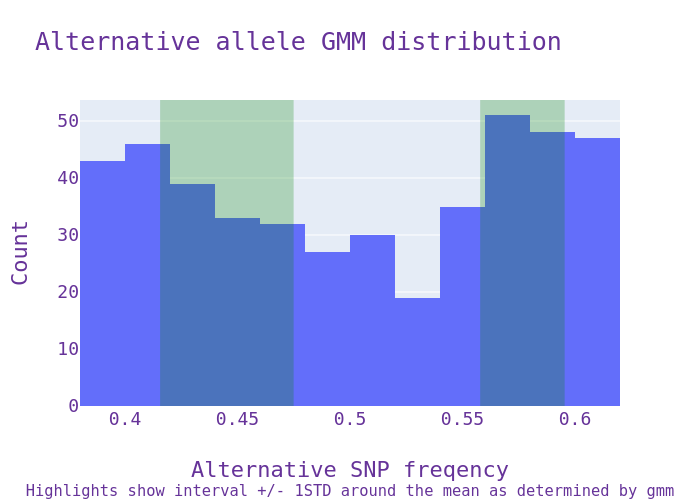 Alternative allele GMM distribution
50
40
30
20
10
0
Count
0.4 0.45 0.5 0.55 0.6
Alternative SNP freqency
Highlights show interval +/- 1STD around the mean as determined by gmm